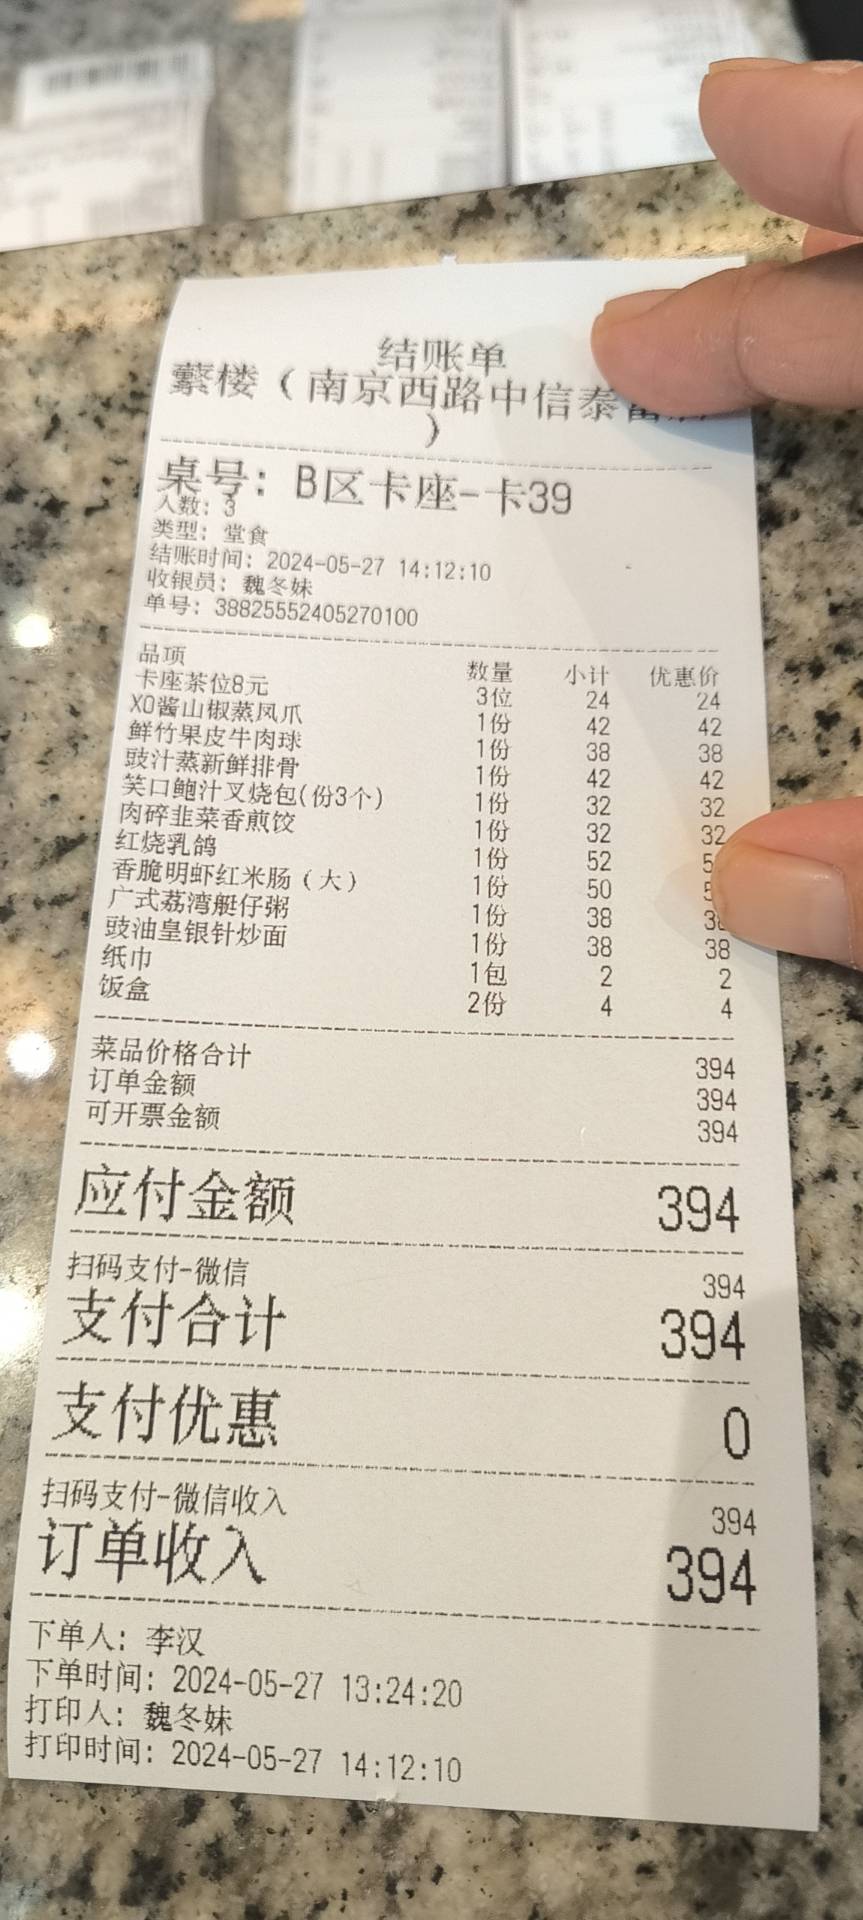 结账单
蘩楼（南京西路中信泰富
）
桌号：B区卡座-卡39
人数：3
类型：堂食
结账时间：2024-05-27 14:12:10
收银员：魏冬妹
单号：38825552405270100
品项 数量 小计 优惠价
卡座茶位8元 3位 24 24
XO酱山椒蒸凤爪 1份 42 42
鲜竹果皮牛肉球 1份 38 38
豉汁蒸新鲜排骨 1份 42 42
笑口鲍汁叉烧包(份3个) 1份 32 32
肉碎韭菜香煎饺 1份 32 32
红烧乳鸽 1份 52 5
香脆明虾红米肠（大） 1份 50 5
广式荔湾艇仔粥 1份 38 38
豉油皇银针炒面 1份 38 38
纸巾 1包 2 2
饭盒 2份 4 4
菜品价格合计 394
订单金额 394
可开票金额 394
应付金额 394
扫码支付-微信 394
支付合计 394
支付优惠 0
扫码支付-微信收入 394
订单收入 394
下单人：李汉
下单时间：2024-05-27 13:24:20
打印人：魏冬妹
打印时间：2024-05-27 14:12:10